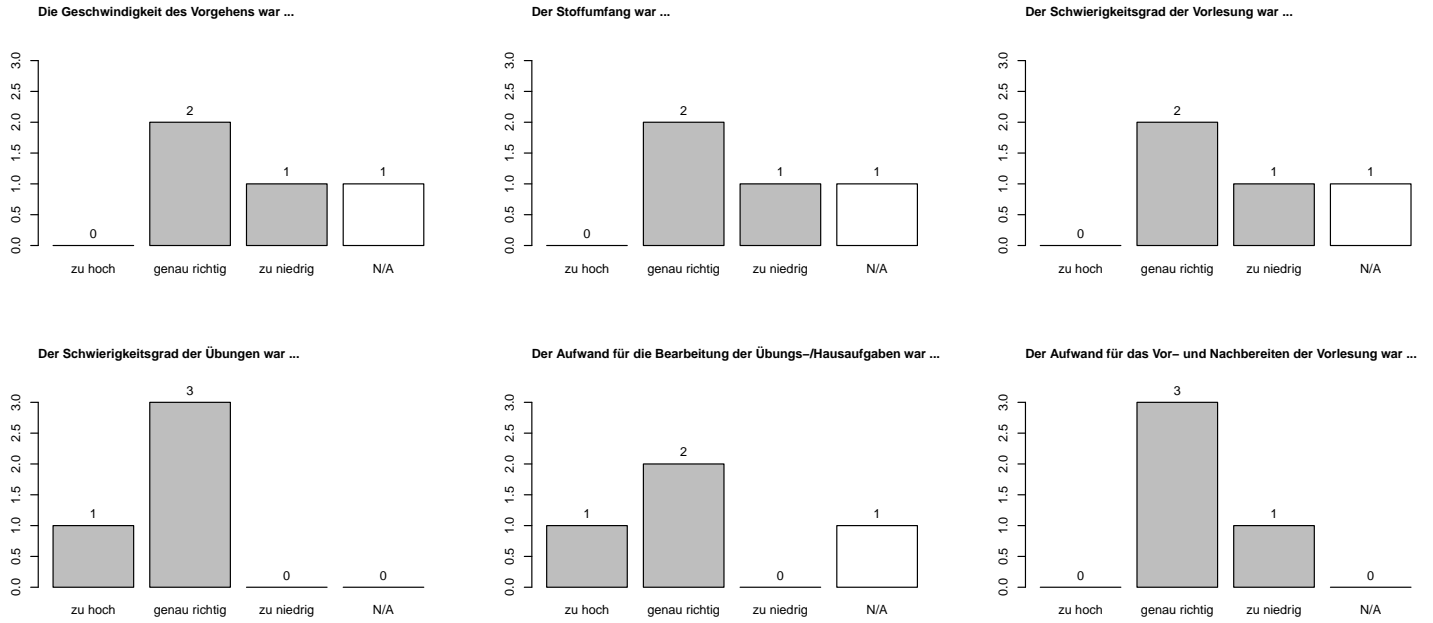 Die Geschwindigkeit des Vorgehens war ...
3.0
2.5
2.0
1.5
1.0
0.5
0.0
0
2
1
1
zu hoch
genau richtig
zu niedrig
N/A
Der Stoffumfang war ...
3.0
2.5
2.0
1.5
1.0
0.5
0.0
0
2
1
1
zu hoch
genau richtig
zu niedrig
N/A
Der Schwierigkeitsgrad der Vorlesung war ...
3.0
2.5
2.0
1.5
1.0
0.5
0.0
0
2
1
1
zu hoch
genau richtig
zu niedrig
N/A
Der Schwierigkeitsgrad der Übungen war ...
3.0
2.5
2.0
1.5
1.0
0.5
0.0
1
3
0
0
zu hoch
genau richtig
zu niedrig
N/A
Der Aufwand für die Bearbeitung der Übungs−/Hausaufgaben war ...
3.0
2.5
2.0
1.5
1.0
0.5
0.0
1
2
0
1
zu hoch
genau richtig
zu niedrig
N/A
Der Aufwand für das Vor− und Nachbereiten der Vorlesung war ...
3.0
2.5
2.0
1.5
1.0
0.5
0.0
0
3
1
0
zu hoch
genau richtig
zu niedrig
N/A